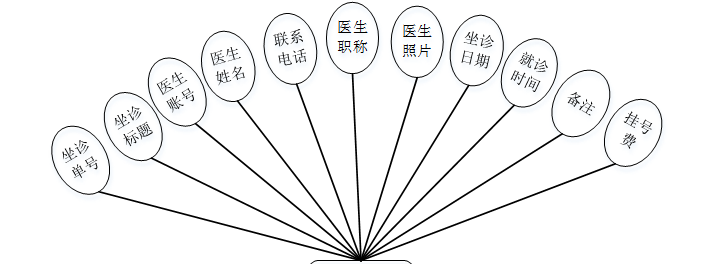 坐诊
单号
坐诊
标题
医生
账号
医生
姓名
联系
电话
医生
职称
医生
照片
坐诊
日期
就诊
时间
备注
挂号
费